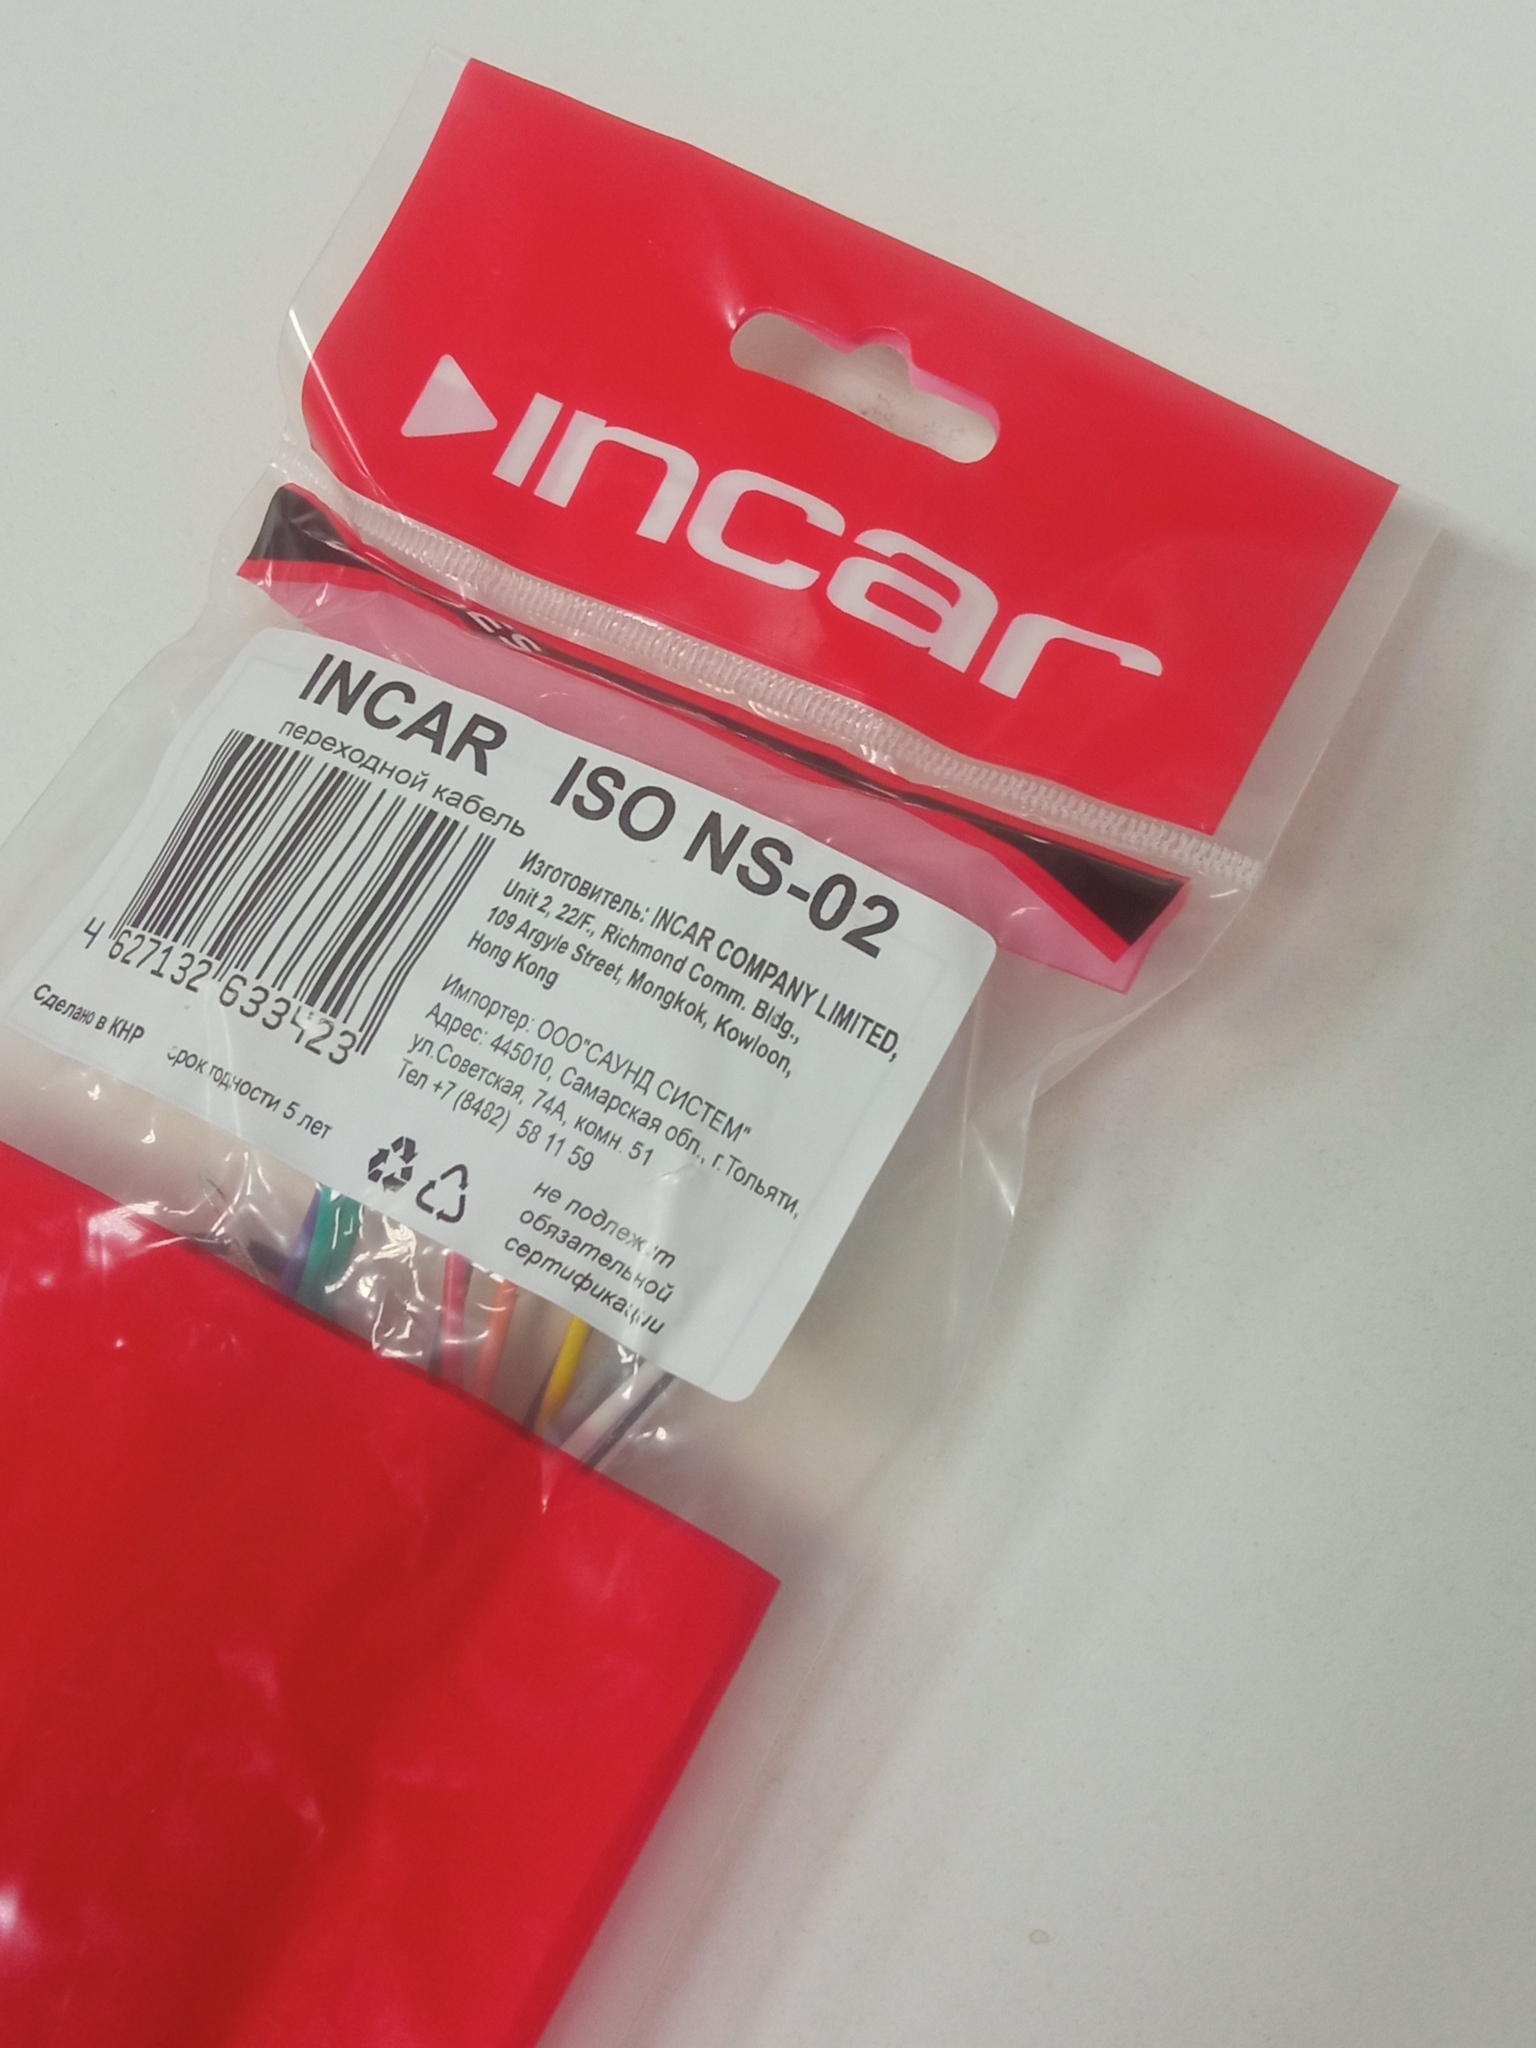 incar
INCAR ISO NS-02
переходной кабель
4 627132 633423
Сделано в КНР
срок годности 5 лет
Изготовитель: INCAR COMPANY LIMITED,
Unit 2, 22/F., Richmond Comm. Bldg.,
109 Argyle Street, Mongkok, Kowloon,
Hong Kong
Импортер: ООО"САУНД СИСТЕМ"
Адрес: 445010, Самарская обл., г.Тольяти,
ул.Советская, 74А, комн. 51
Тел +7 (8482) 58 11 59
не подлежит
обязательной
сертификации